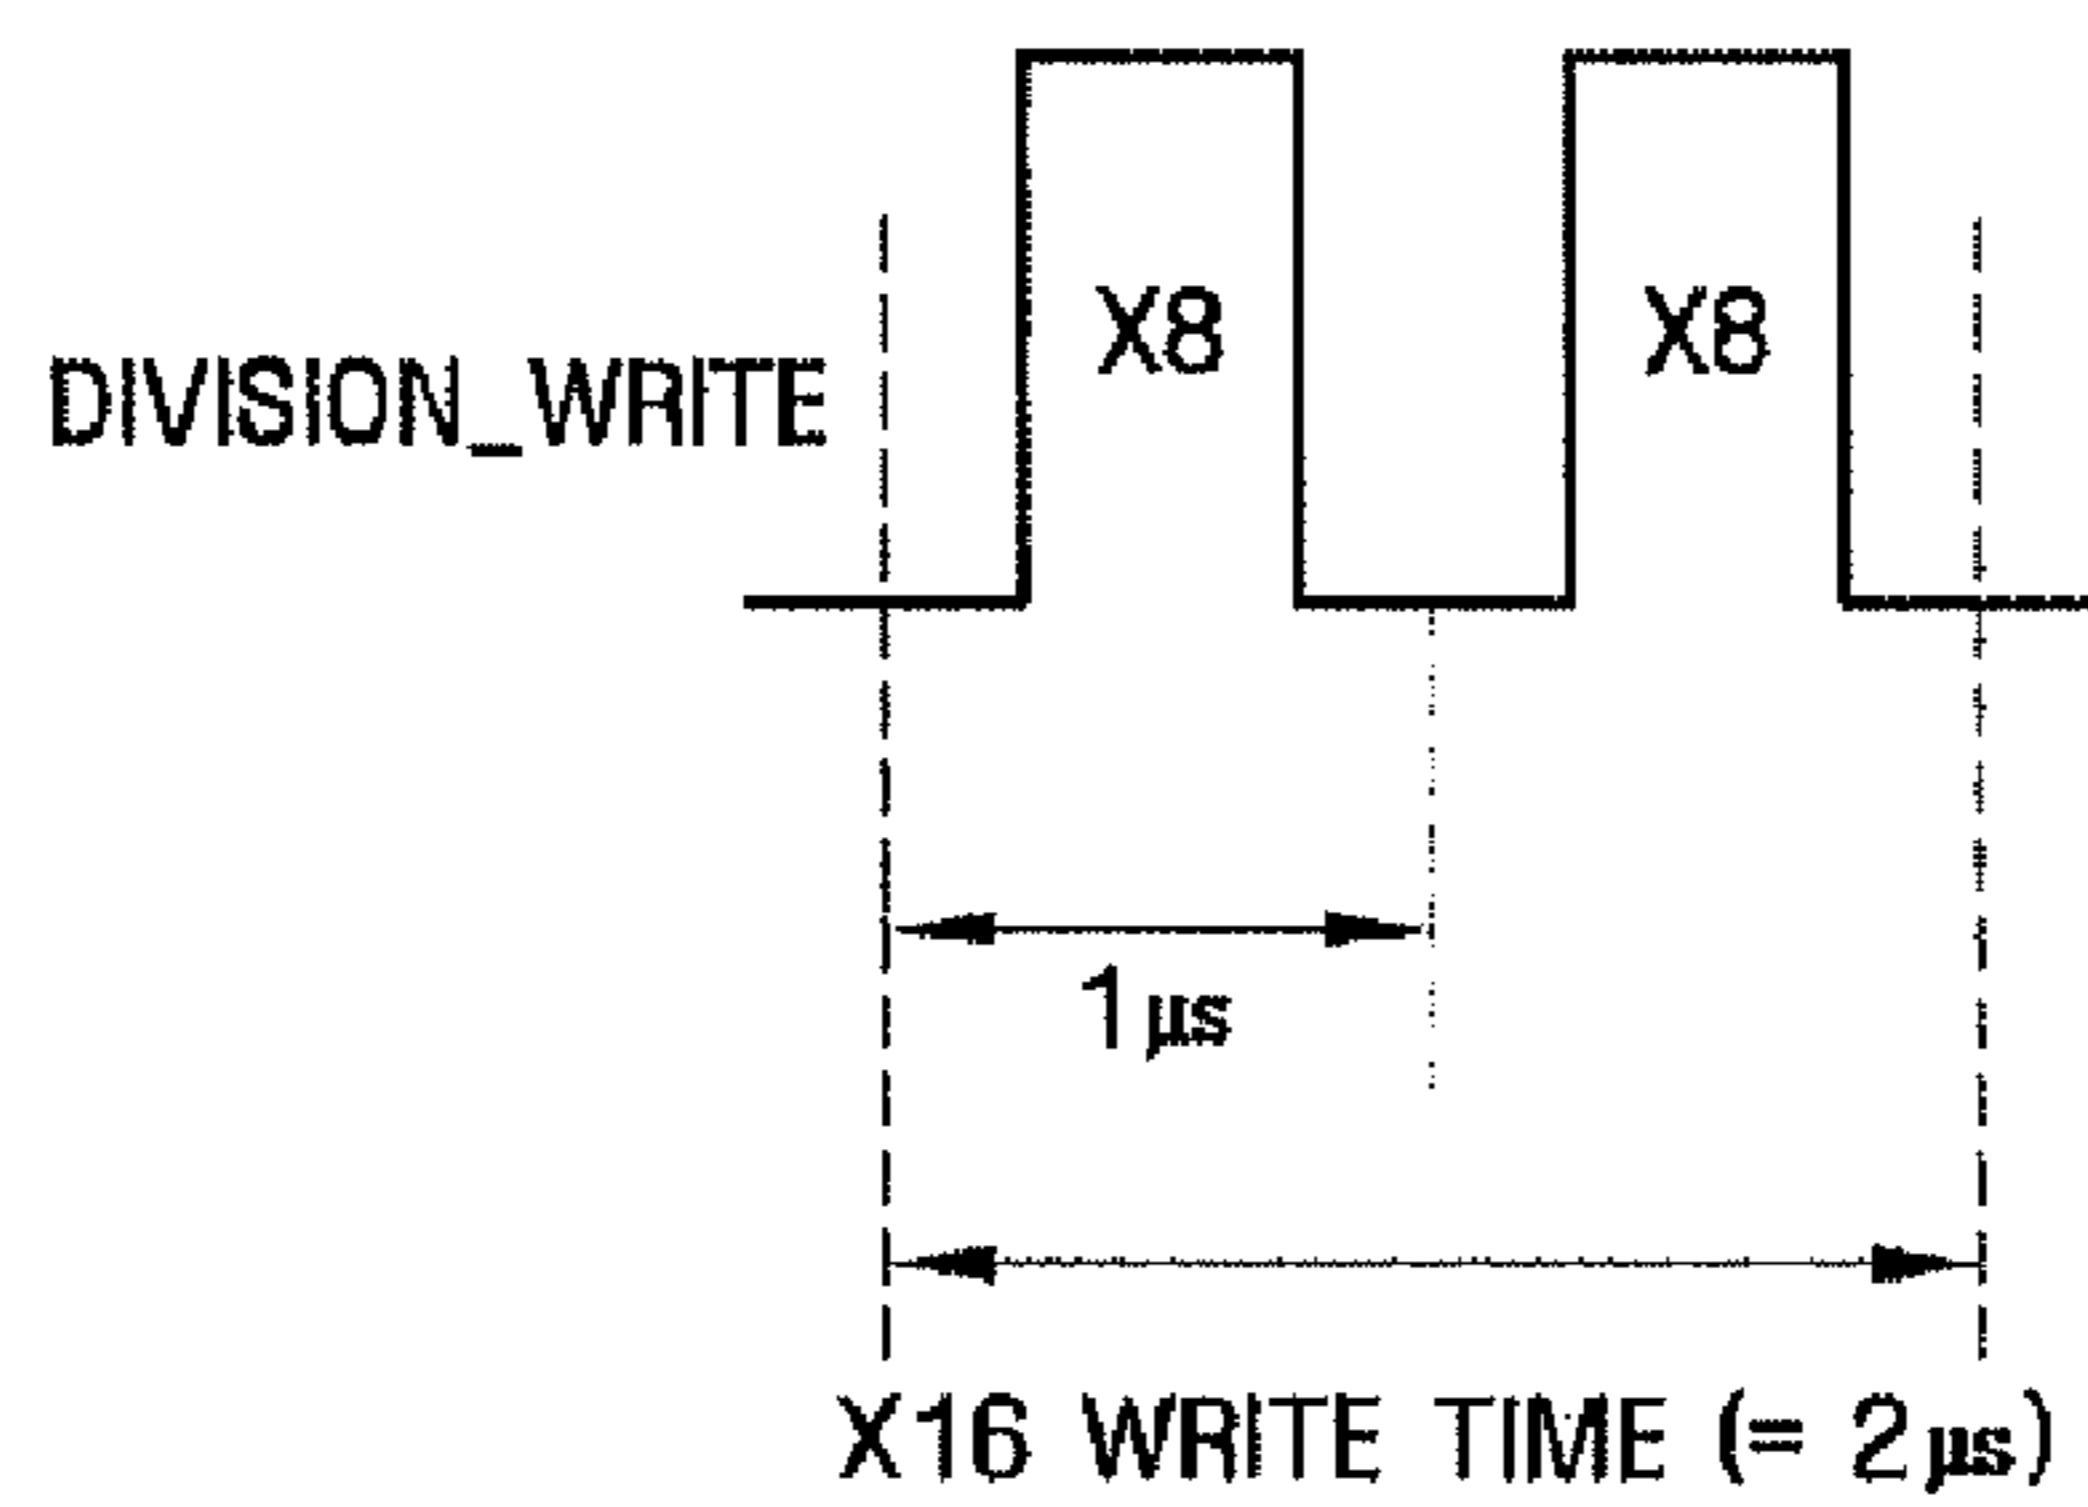 X8 X8
DIVISION_WRITE
1μs
X16 WRITE TIME (= 2μs)